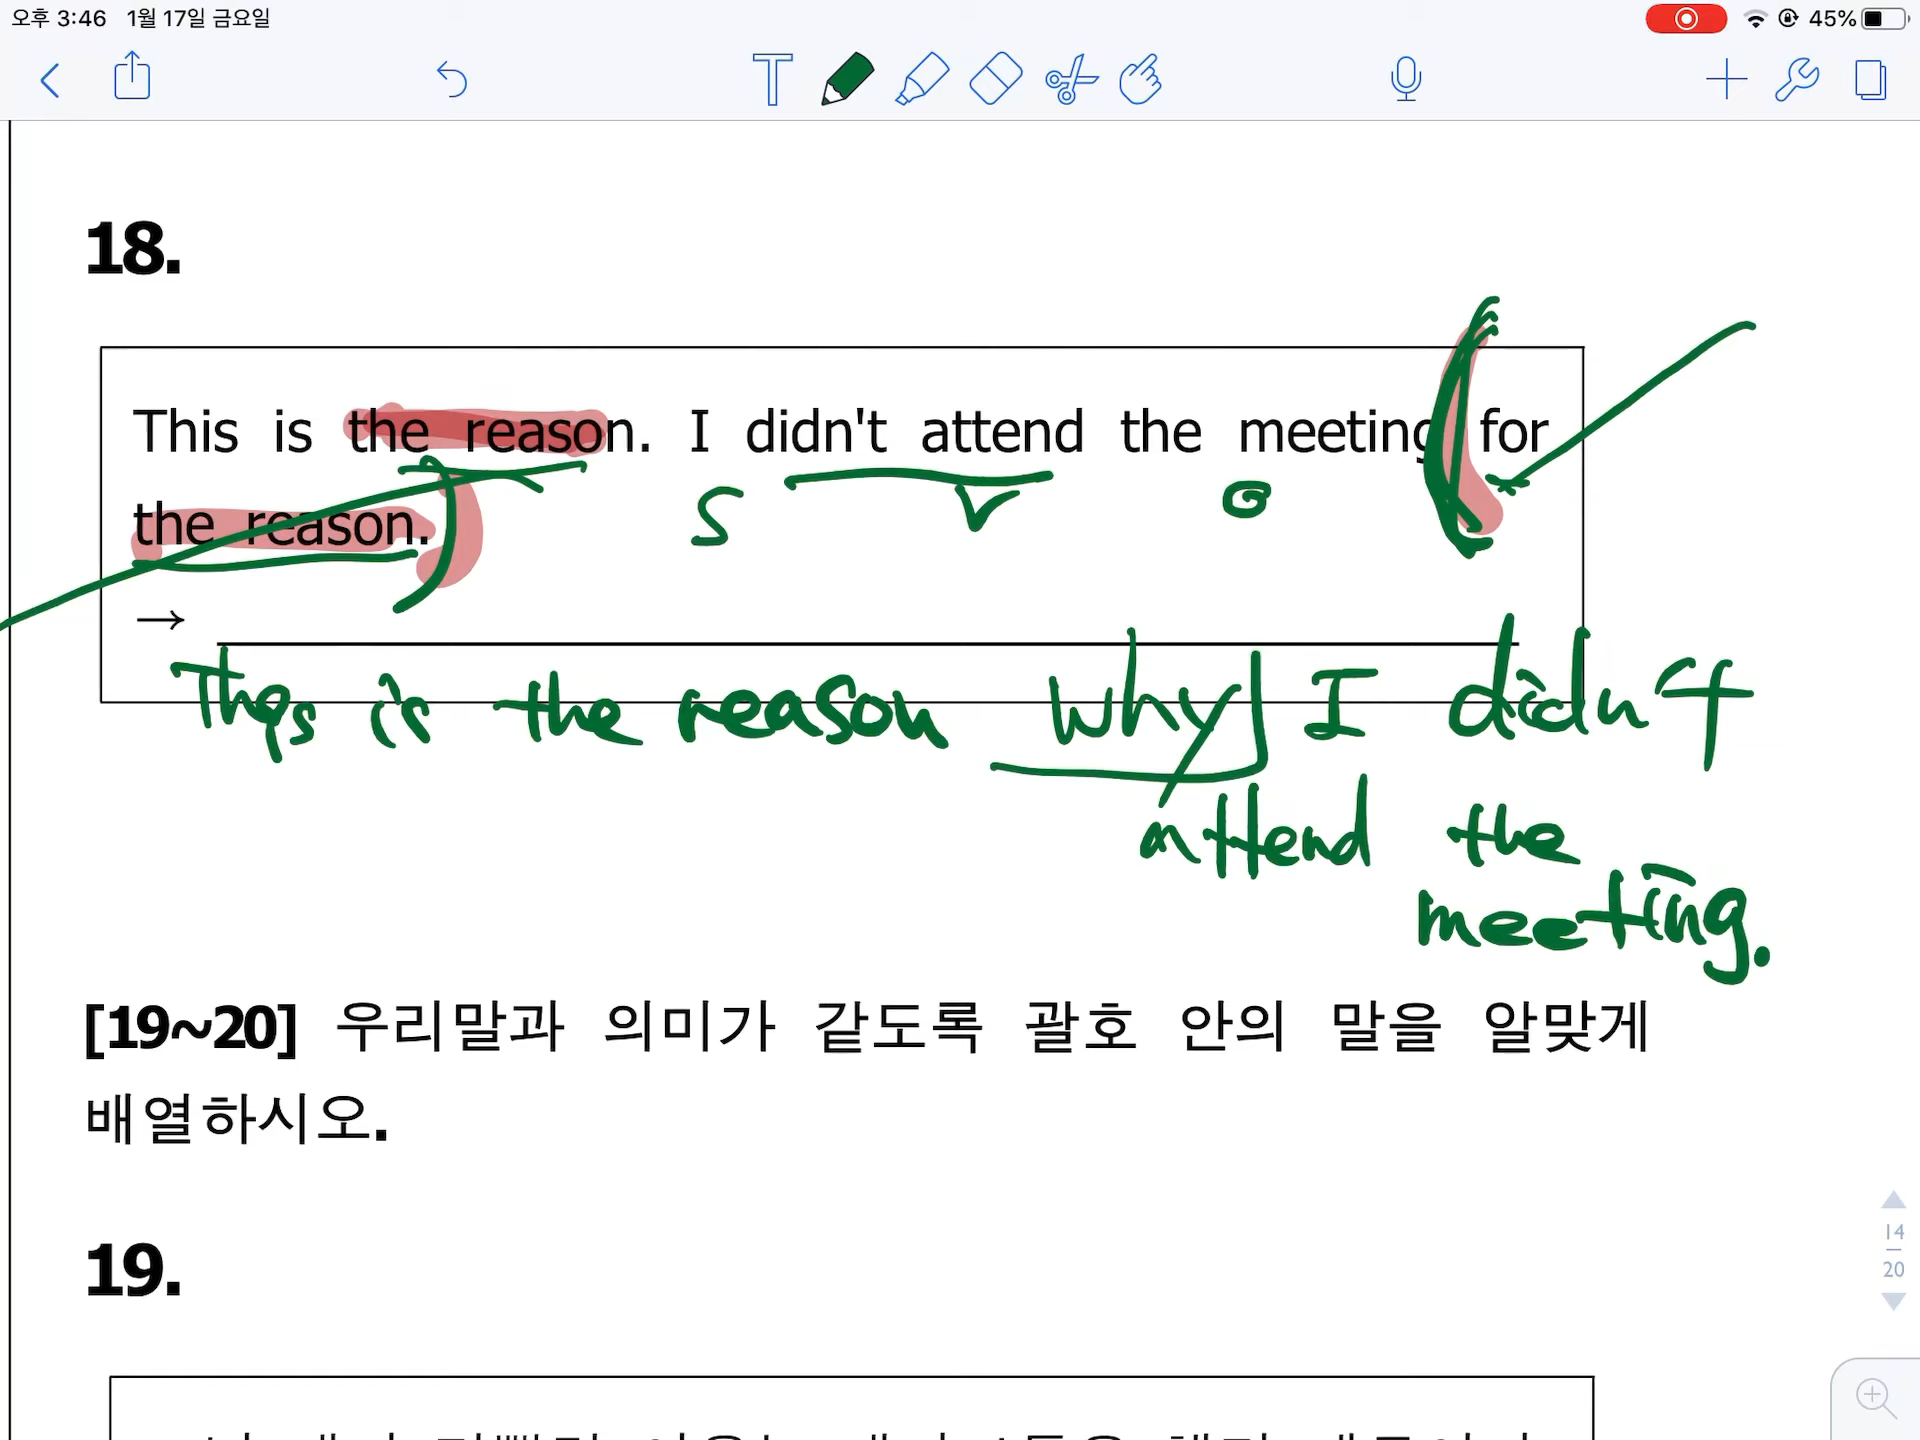 오후 3:46 1월 17일 금요일 45%
18.
This is the reason. I didn't attend the meeting for
the reason.
S V O
→
This is the reason why I didn't
attend the
meeting.
[19~20] 우리말과 의미가 같도록 괄호 안의 말을 알맞게
배열하시오.
14
20
19.